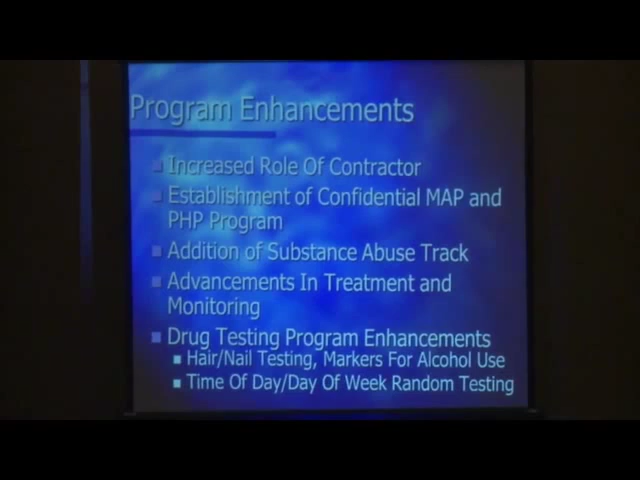 Program Enhancements
Increased Role Of Contractor
Establishment of Confidential MAP and
PHP Program
Addition of Substance Abuse Track
Advancements In Treatment and
Monitoring
Drug Testing Program Enhancements
Hair/Nail Testing, Markers For Alcohol Use
Time Of Day/Day Of Week Random Testing